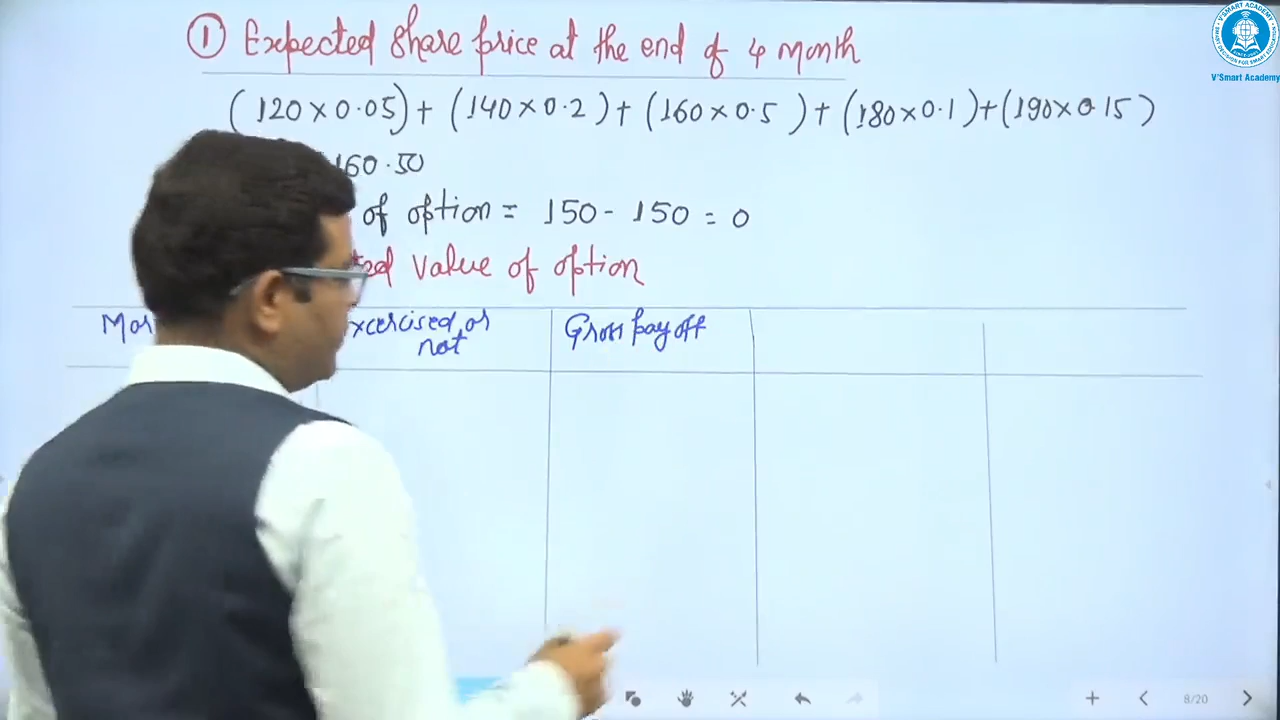 ① Expected share price at the end of 4 month
(120 × 0.05) + (140 × 0.2) + (160 × 0.5) + (180 × 0.1) + (190 × 0.15)
160.50
of option = 150 - 150 = 0
value of option
Gross pay off
or
not
8/20
V'SMART ACADEMY
V'Smart Academy